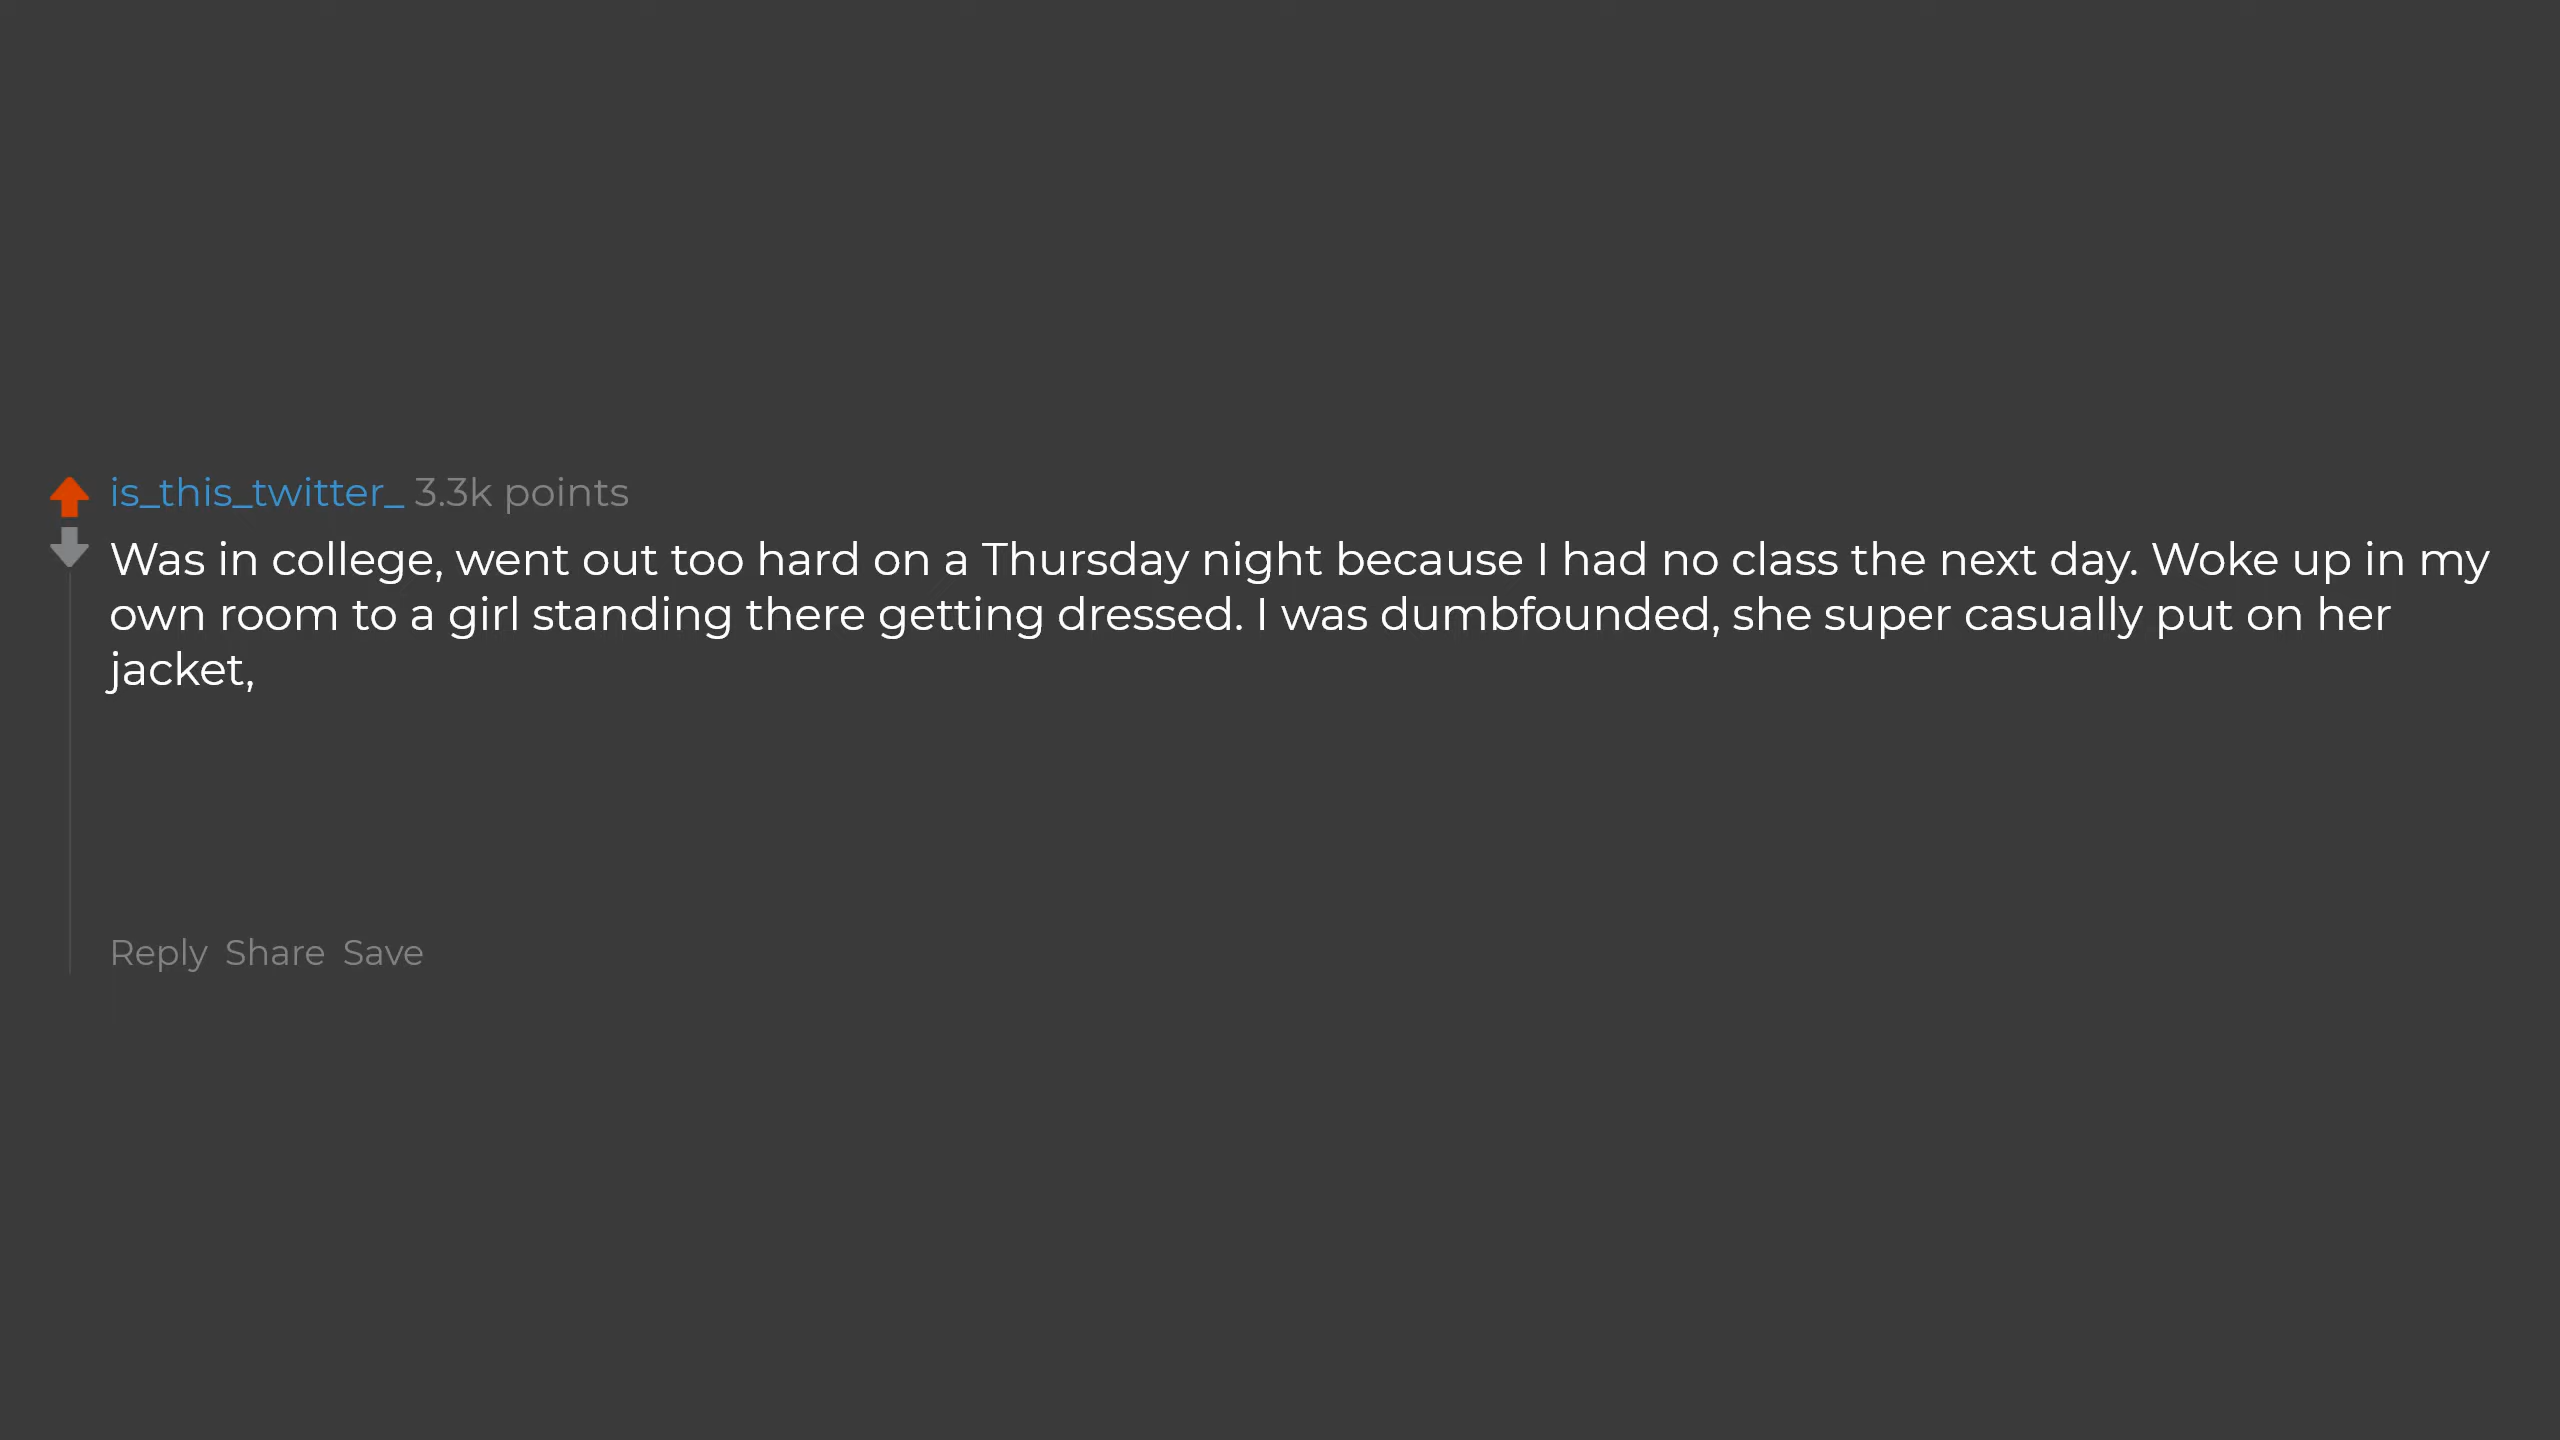 is_this_twitter_ 3.3k points
Was in college, went out too hard on a Thursday night because I had no class the next day. Woke up in my
own room to a girl standing there getting dressed. I was dumbfounded, she super casually put on her
jacket,
Reply Share Save